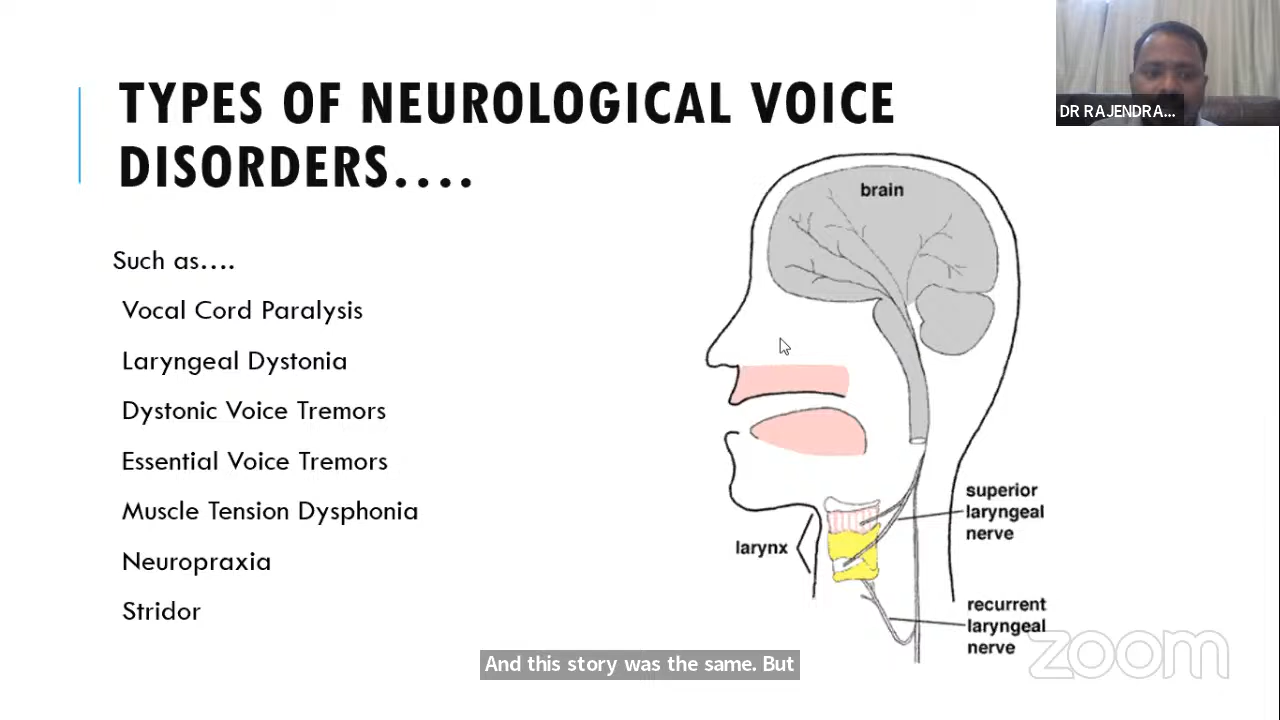 DR RAJENDRA...
TYPES OF NEUROLOGICAL VOICE
DISORDERS....
Such as....
Vocal Cord Paralysis
Laryngeal Dystonia
Dystonic Voice Tremors
Essential Voice Tremors
Muscle Tension Dysphonia
Neuropraxia
Stridor
brain
superior
laryngeal
nerve
larynx
recurrent
laryngeal
nerve
And this story was the same. But
zoom